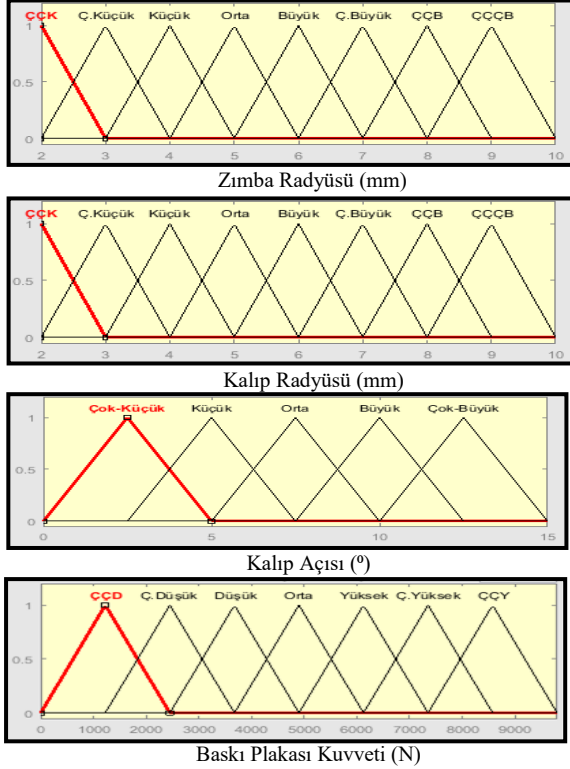 ÇÇK Ç.Küçük Küçük Orta Büyük Ç.Büyük ÇÇB ÇÇÇB
1
0.5
0
2 3 4 5 6 7 8 9 10
Zımba Radyüsü (mm)
ÇÇK Ç.Küçük Küçük Orta Büyük Ç.Büyük ÇÇB ÇÇÇB
1
0.5
0
2 3 4 5 6 7 8 9 10
Kalıp Radyüsü (mm)
Çok-Küçük Küçük Orta Büyük Çok-Büyük
1
0.5
0
0 5 10 15
Kalıp Açısı (⁰)
ÇÇD Ç.Düşük Düşük Orta Yüksek Ç.Yüksek ÇÇY
1
0.5
0
0 1000 2000 3000 4000 5000 6000 7000 8000 9000
Baskı Plakası Kuvveti (N)